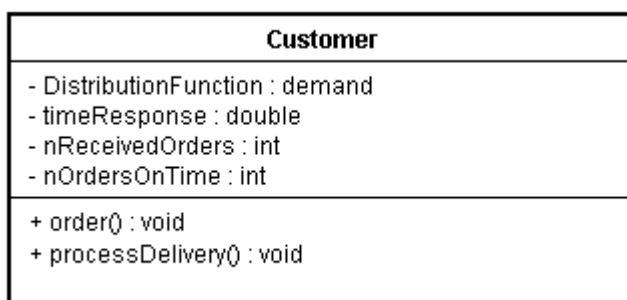 Customer
- DistributionFunction : demand
- timeResponse : double
- nReceivedOrders : int
- nOrdersOnTime : int
+ order() : void
+ processDelivery() : void